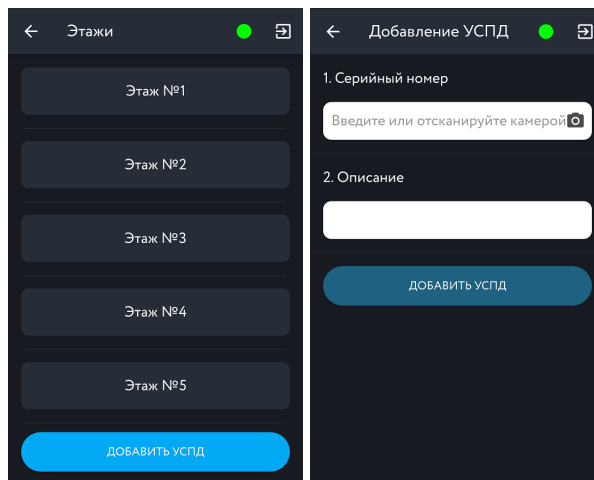 Этажи
Этаж №1
Этаж №2
Этаж №3
Этаж №4
Этаж №5
ДОБАВИТЬ УСПД
Добавление УСПД
1. Серийный номер
Введите или отсканируйте камерой
2. Описание
ДОБАВИТЬ УСПД